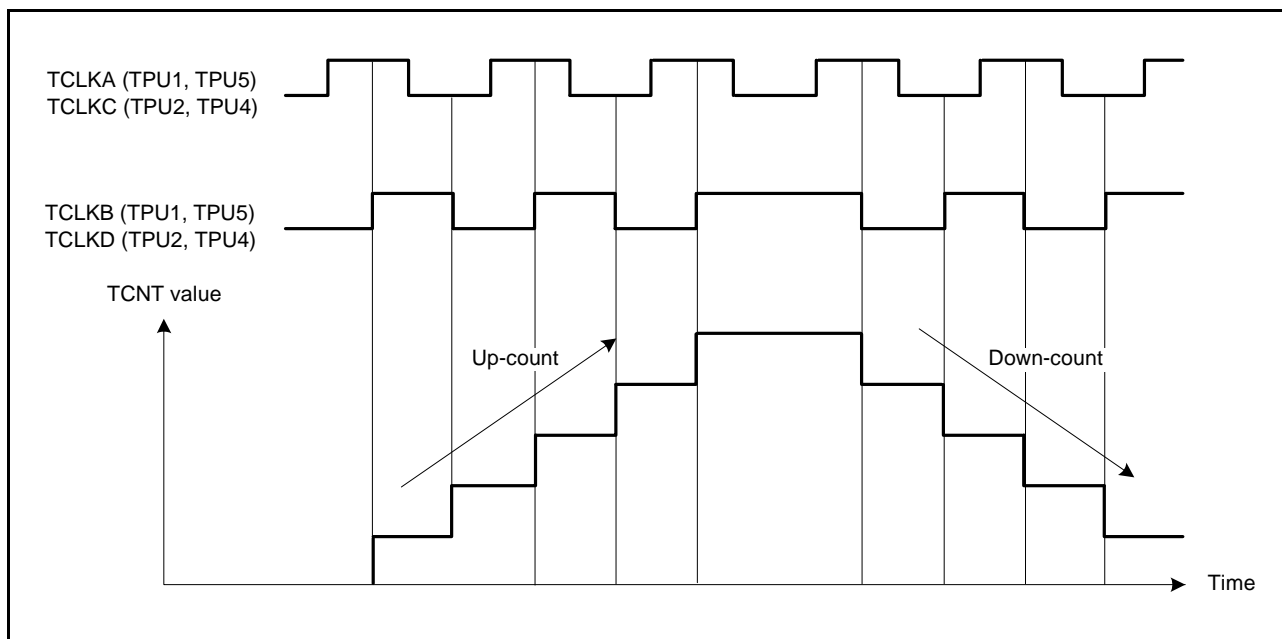 TCLKA (TPU1, TPU5)
TCLKC (TPU2, TPU4)
TCLKB (TPU1, TPU5)
TCLKD (TPU2, TPU4)
TCNT value
Up-count
Down-count
Time